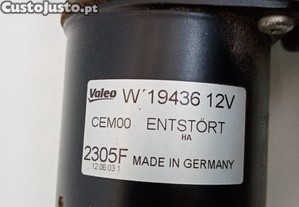 CustoJusto.pt
Valeo W'19436 12V
CEM00 ENTSTÖRT
HA
2305F MADE IN GERMANY
12.06.03 1